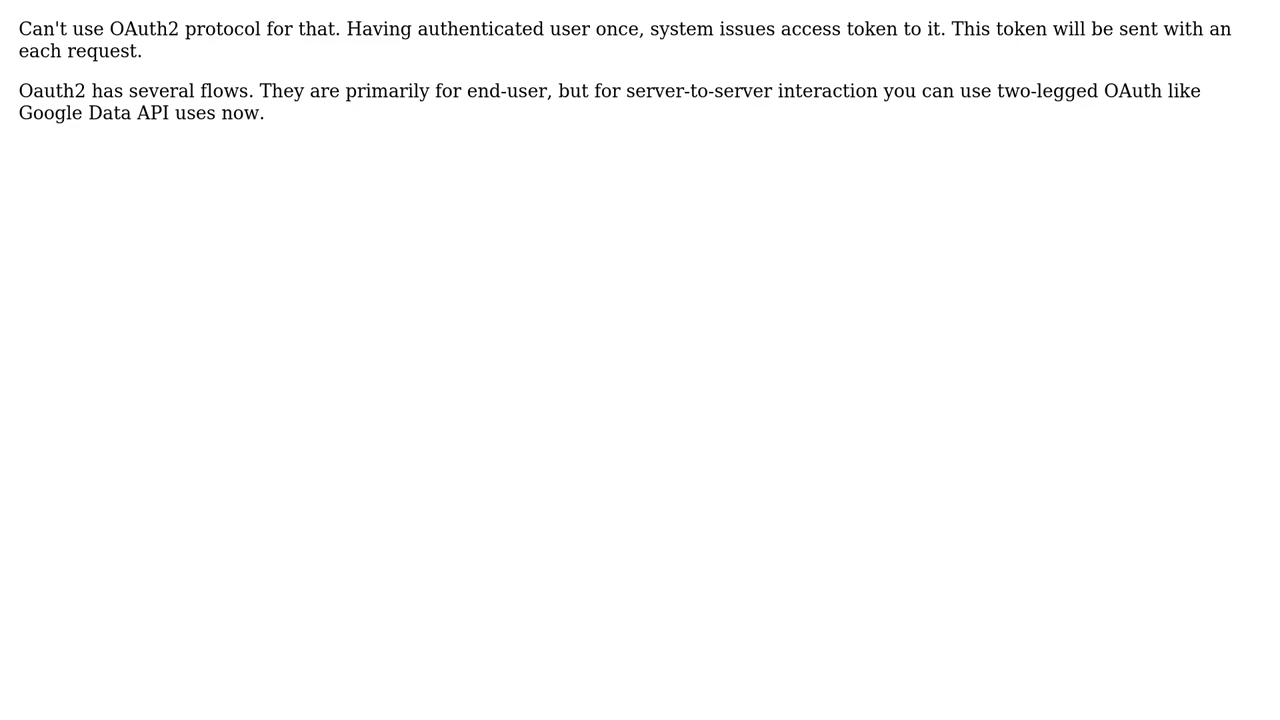 Can't use OAuth2 protocol for that. Having authenticated user once, system issues access token to it. This token will be sent with an
each request.
Oauth2 has several flows. They are primarily for end-user, but for server-to-server interaction you can use two-legged OAuth like
Google Data API uses now.